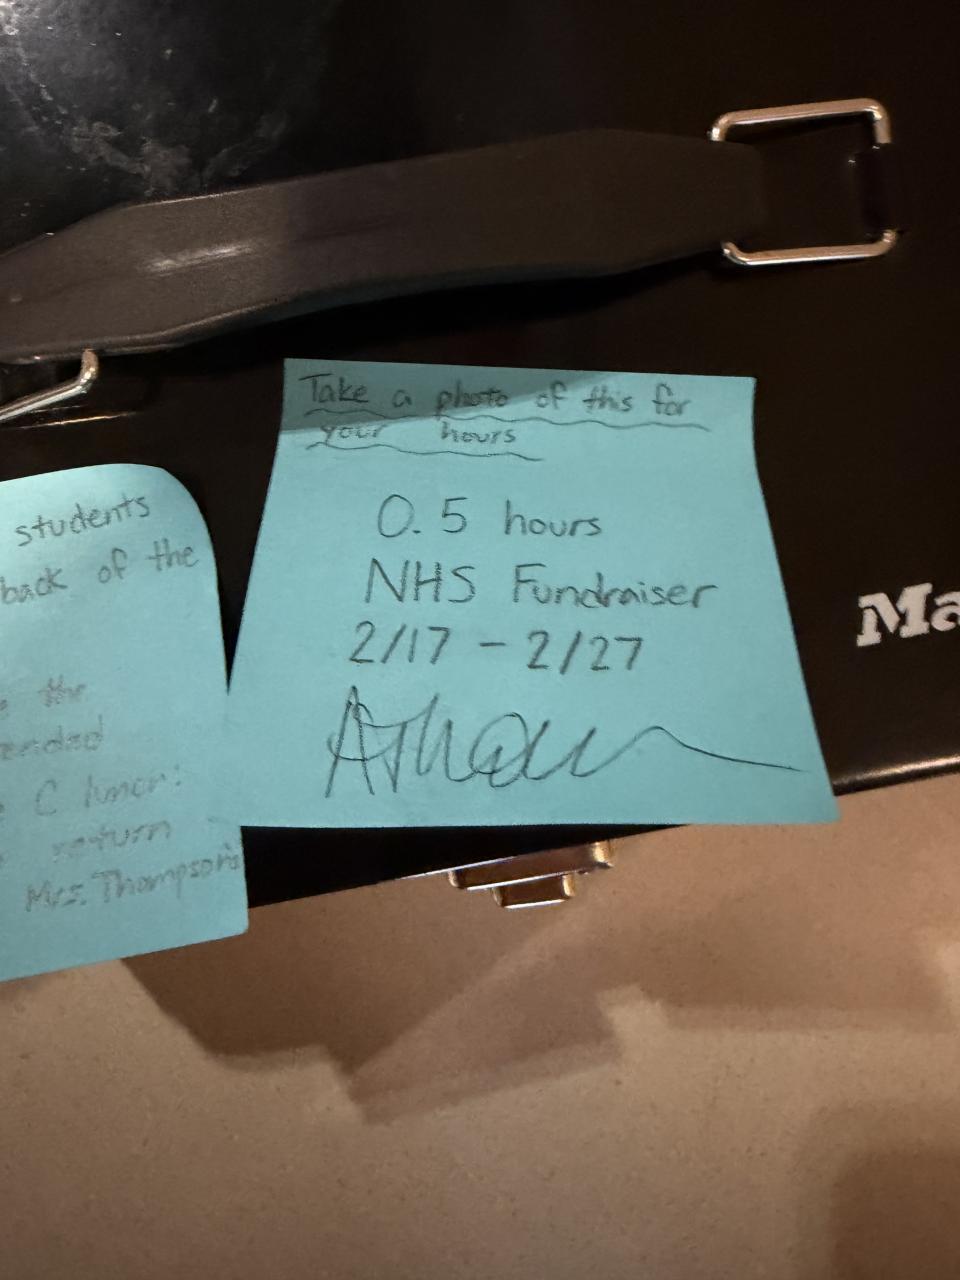 Take a photo of this for
your hours
0.5 hours
NHS Fundraiser
2/17 - 2/27
students
back of the
the
C
return
Mrs. Thompson's
Ma